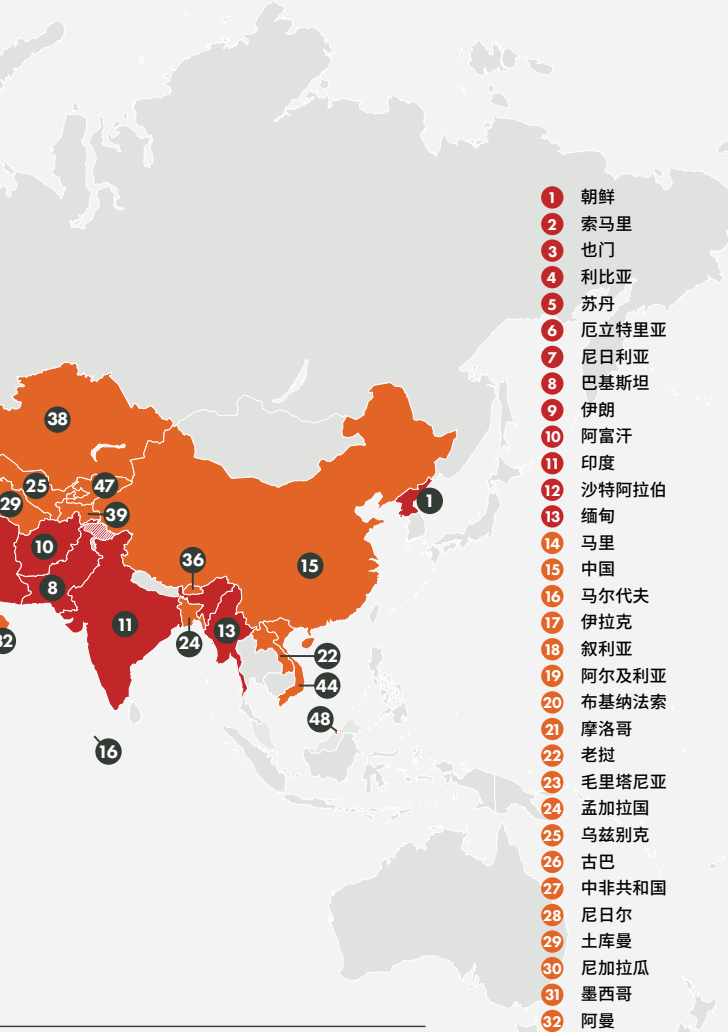 38
25
47
29
39
1
10
36
15
8
11
13
32
24
22
44
48
16
1 朝鲜
2 索马里
3 也门
4 利比亚
5 苏丹
6 厄立特里亚
7 尼日利亚
8 巴基斯坦
9 伊朗
10 阿富汗
11 印度
12 沙特阿拉伯
13 缅甸
14 马里
15 中国
16 马尔代夫
17 伊拉克
18 叙利亚
19 阿尔及利亚
20 布基纳法索
21 摩洛哥
22 老挝
23 毛里塔尼亚
24 孟加拉国
25 乌兹别克
26 古巴
27 中非共和国
28 尼日尔
29 土库曼
30 尼加拉瓜
31 墨西哥
32 阿曼